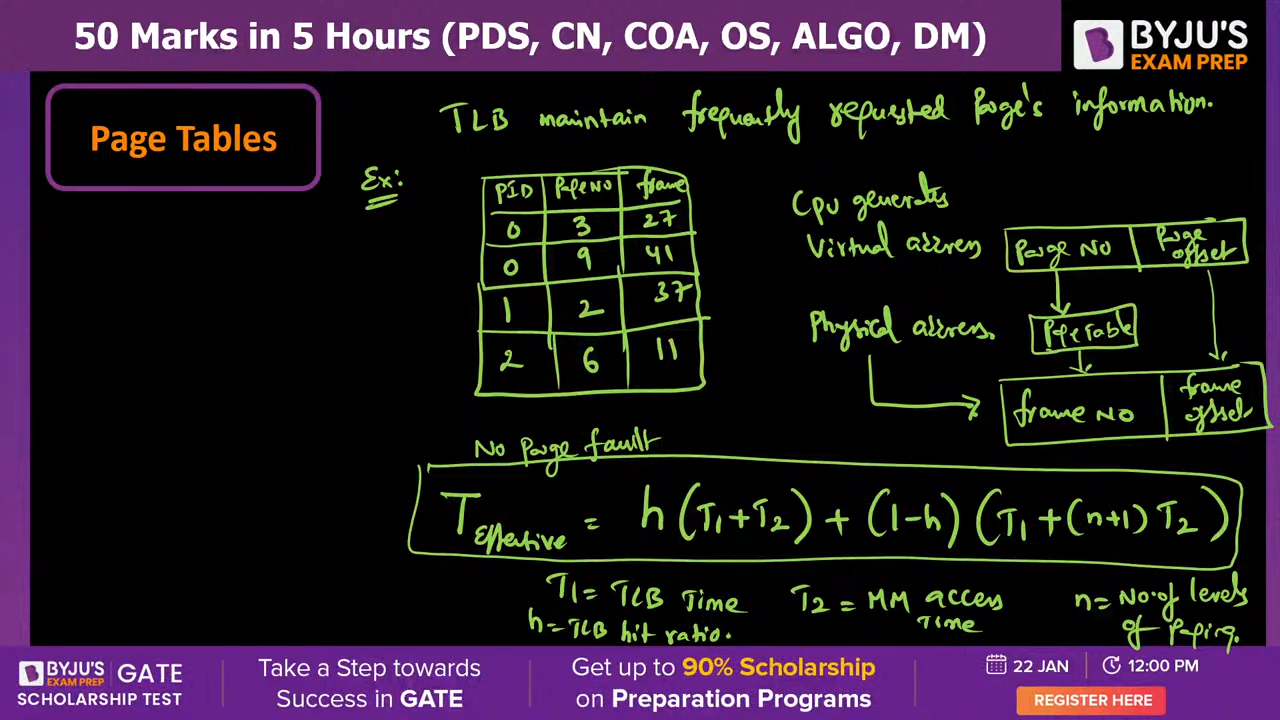 50 Marks in 5 Hours (PDS, CN, COA, OS, ALGO, DM)
BYJU'S
EXAM PREP
Page Tables
TLB maintain frequently requested Page's information.
Ex:
PID Page NO frame
0 3 27
0 9 41
1 2 37
2 6 11
Cpu generates
Virtual address
Page NO Page offset
Page Table
Physical address.
frame NO frame offset
No Page fault
T Effective = h (T1+T2) + (1-h) (T1 + (n+1) T2)
T1 = TLB Time
h = TLB hit ratio.
T2 = MM access Time
n = No. of levels of Paging.
BYJU'S EXAM PREP GATE
SCHOLARSHIP TEST
Take a Step towards
Success in GATE
Get up to 90% Scholarship
on Preparation Programs
22 JAN 12:00 PM
REGISTER HERE